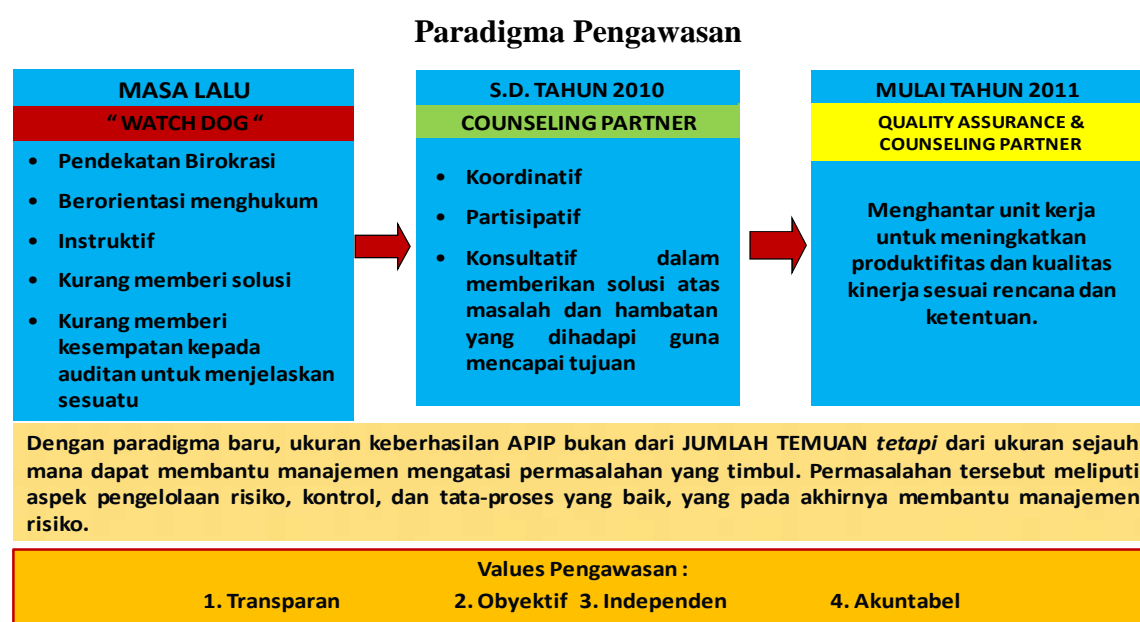 Paradigma Pengawasan
MASA LALU
“ WATCH DOG “
• Pendekatan Birokrasi
• Berorientasi menghukum
• Instruktif
• Kurang memberi solusi
• Kurang memberi
kesempatan kepada
auditan untuk menjelaskan
sesuatu
S.D. TAHUN 2010
COUNSELING PARTNER
• Koordinatif
• Partisipatif
• Konsultatif dalam
memberikan solusi atas
masalah dan hambatan
yang dihadapi guna
mencapai tujuan
MULAI TAHUN 2011
QUALITY ASSURANCE &
COUNSELING PARTNER
Menghantar unit kerja
untuk meningkatkan
produktifitas dan kualitas
kinerja sesuai rencana dan
ketentuan.
Dengan paradigma baru, ukuran keberhasilan APIP bukan dari JUMLAH TEMUAN tetapi dari ukuran sejauh
mana dapat membantu manajemen mengatasi permasalahan yang timbul. Permasalahan tersebut meliputi
aspek pengelolaan risiko, kontrol, dan tata-proses yang baik, yang pada akhirnya membantu manajemen
risiko.
Values Pengawasan :
1. Transparan 2. Obyektif 3. Independen 4. Akuntabel